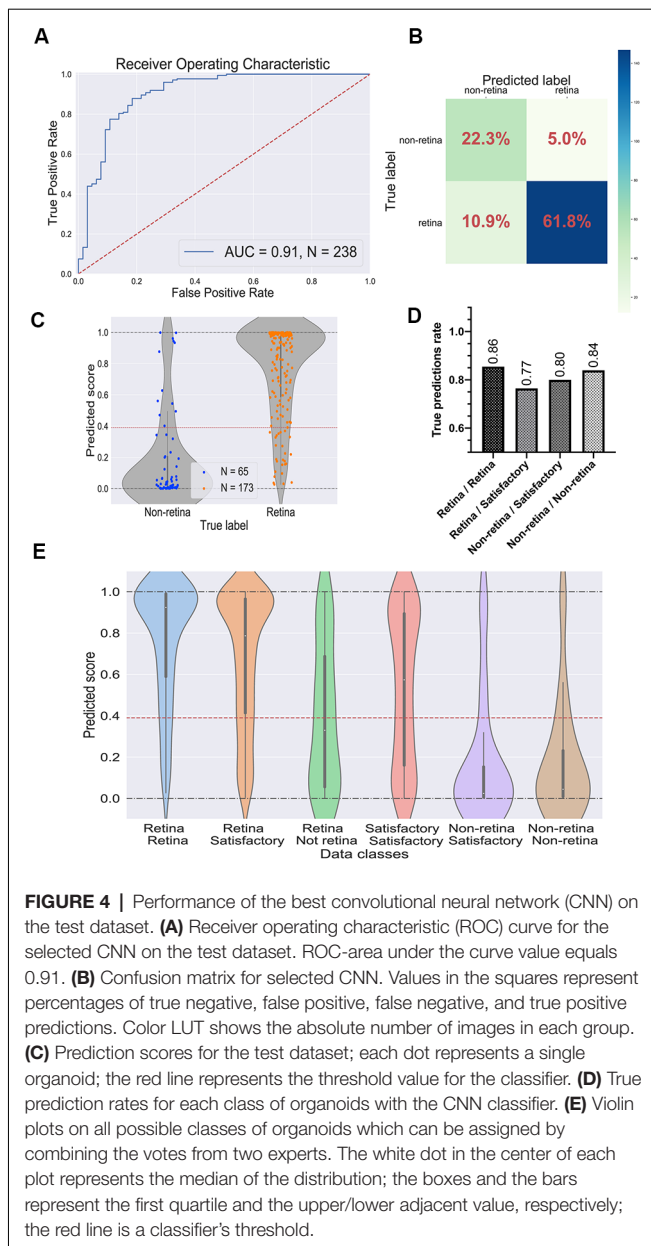 A
Receiver Operating Characteristic
1.0
0.8
0.6
0.4
0.2
0.0
True Positive Rate
AUC = 0.91, N = 238
0.0 0.2 0.4 0.6 0.8 1.0
False Positive Rate
B
Predicted label
non-retina retina
True label
non-retina
22.3% 5.0%
retina
10.9% 61.8%
140
120
100
80
60
40
20
C
1.0
0.8
0.6
0.4
0.2
0.0
Predicted score
N = 65
N = 173
Non-retina Retina
True label
D
True predictions rate
1.0
0.8
0.6
0.86
0.77
0.80
0.84
Retina / Retina
Retina / Satisfactory
Non-retina / Satisfactory
Non-retina / Non-retina
E
1.0
0.8
0.6
0.4
0.2
0.0
Predicted score
Retina Retina Retina Satisfactory Non-retina Non-retina
Retina Satisfactory Not retina Satisfactory Satisfactory Non-retina
Data classes
FIGURE 4 | Performance of the best convolutional neural network (CNN) on
the test dataset. (A) Receiver operating characteristic (ROC) curve for the
selected CNN on the test dataset. ROC-area under the curve value equals
0.91. (B) Confusion matrix for selected CNN. Values in the squares represent
percentages of true negative, false positive, false negative, and true positive
predictions. Color LUT shows the absolute number of images in each group.
(C) Prediction scores for the test dataset; each dot represents a single
organoid; the red line represents the threshold value for the classifier. (D) True
prediction rates for each class of organoids with the CNN classifier. (E) Violin
plots on all possible classes of organoids which can be assigned by
combining the votes from two experts. The white dot in the center of each
plot represents the median of the distribution; the boxes and the bars
represent the first quartile and the upper/lower adjacent value, respectively;
the red line is a classifier's threshold.